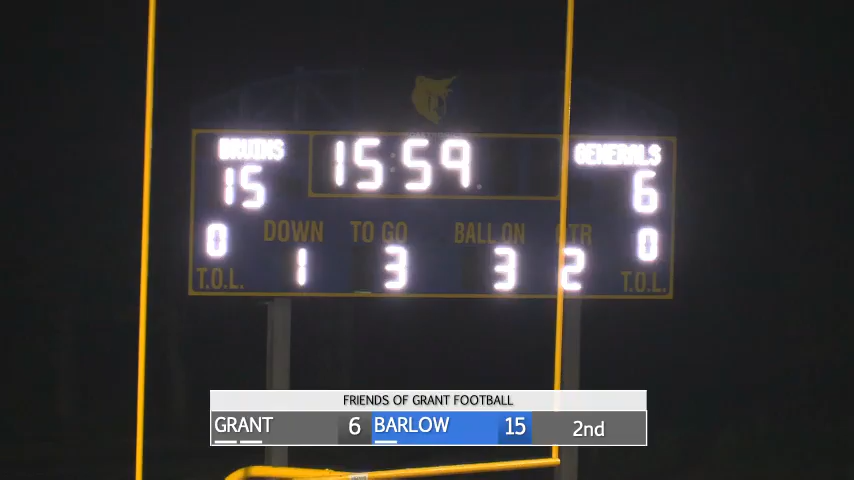 BRUINS
GENERALS
15:59
15
6
0
0
DOWN TO GO BALL ON QTR
1 3 3 2
T.O.L.
T.O.L.
FRIENDS OF GRANT FOOTBALL
GRANT 6 BARLOW 15 2nd